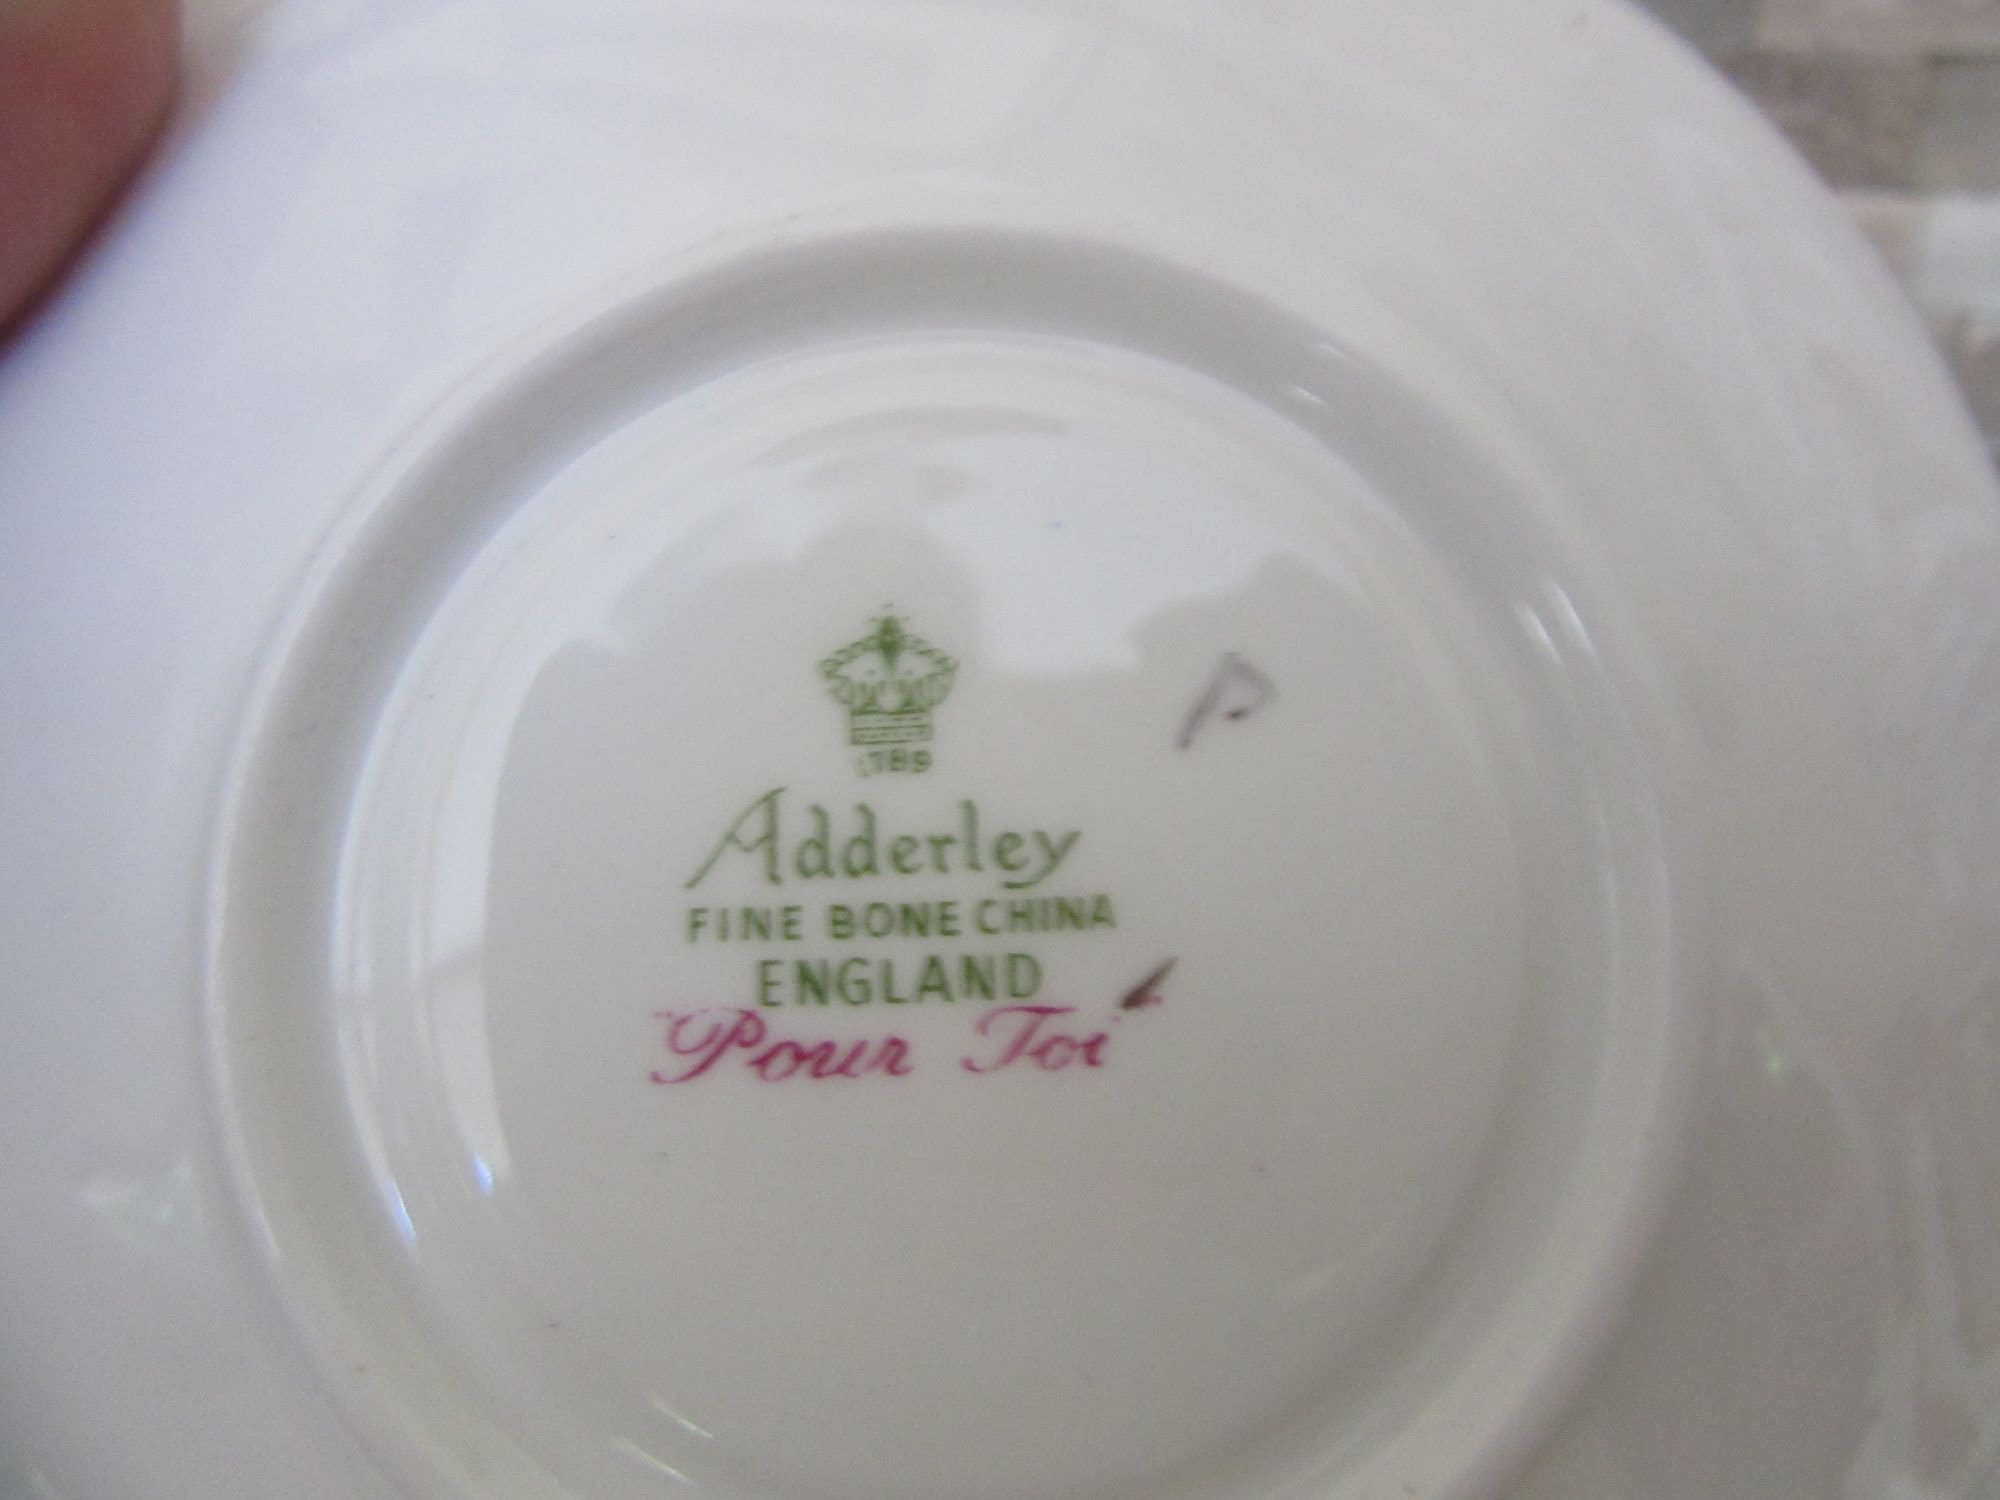 1789
P
Adderley
FINE BONE CHINA
ENGLAND
"Pour Toi"